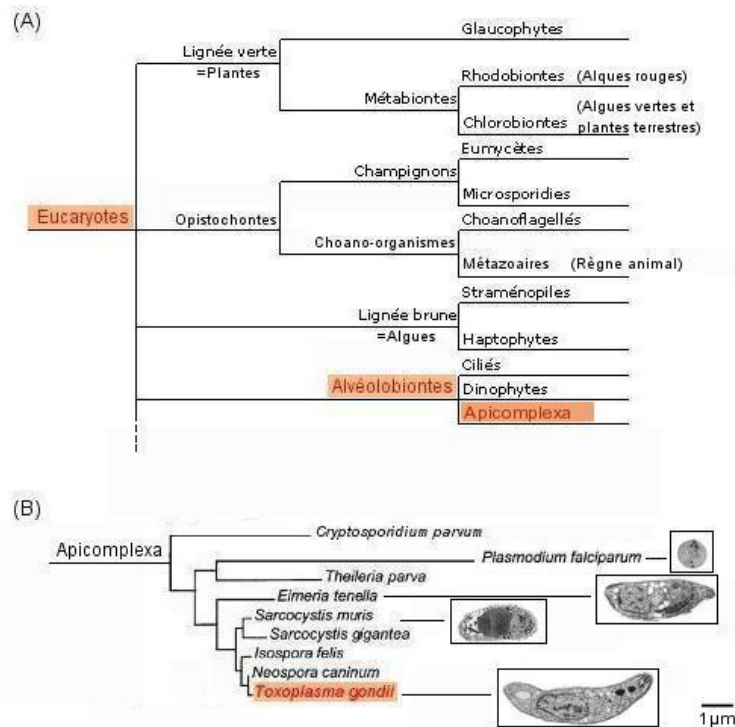 (A)
Glaucophytes
Lignée verte
=Plantes
Rhodobiontes (Alques rouges)
Métabiontes
Chlorobiontes (Algues vertes et
plantes terrestres)
Eumycètes
Champignons
Microsporidies
Eucaryotes
Opistochontes
Choanoflagellés
Choano-organismes
Métazoaires (Règne animal)
Straménopiles
Lignée brune
=Algues
Haptophytes
Ciliés
Alvéolobiontes
Dinophytes
Apicomplexa
(B)
Cryptosporidium parvum
Apicomplexa
Plasmodium falciparum
Theileria parva
Eimeria tenella
Sarcocystis muris
Sarcocystis gigantea
Isospora felis
Neospora caninum
Toxoplasma gondii
1µm